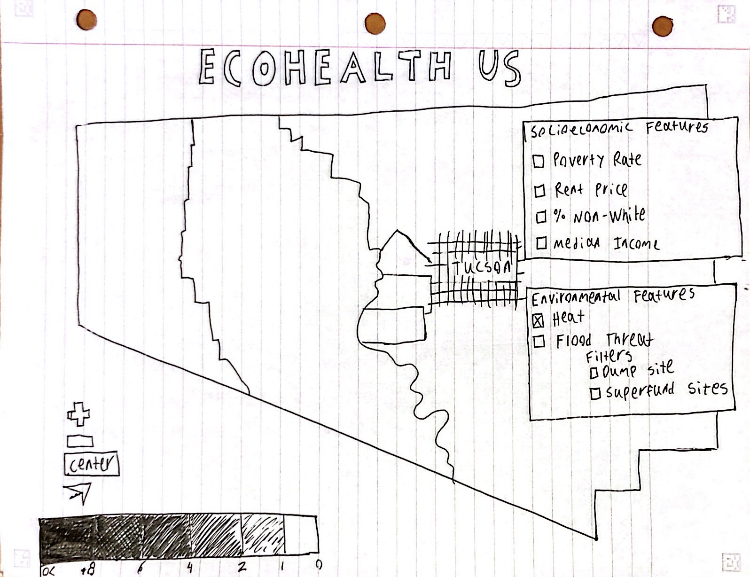 ECOHEALTH US
Socioeconomic Features
Poverty Rate
Rent Price
% Non-White
Median Income
TUCSON
Environmental Features
Heat
Flood Threat
Filters
Dump site
Superfund Sites
center
+8 6 4 2 1 0